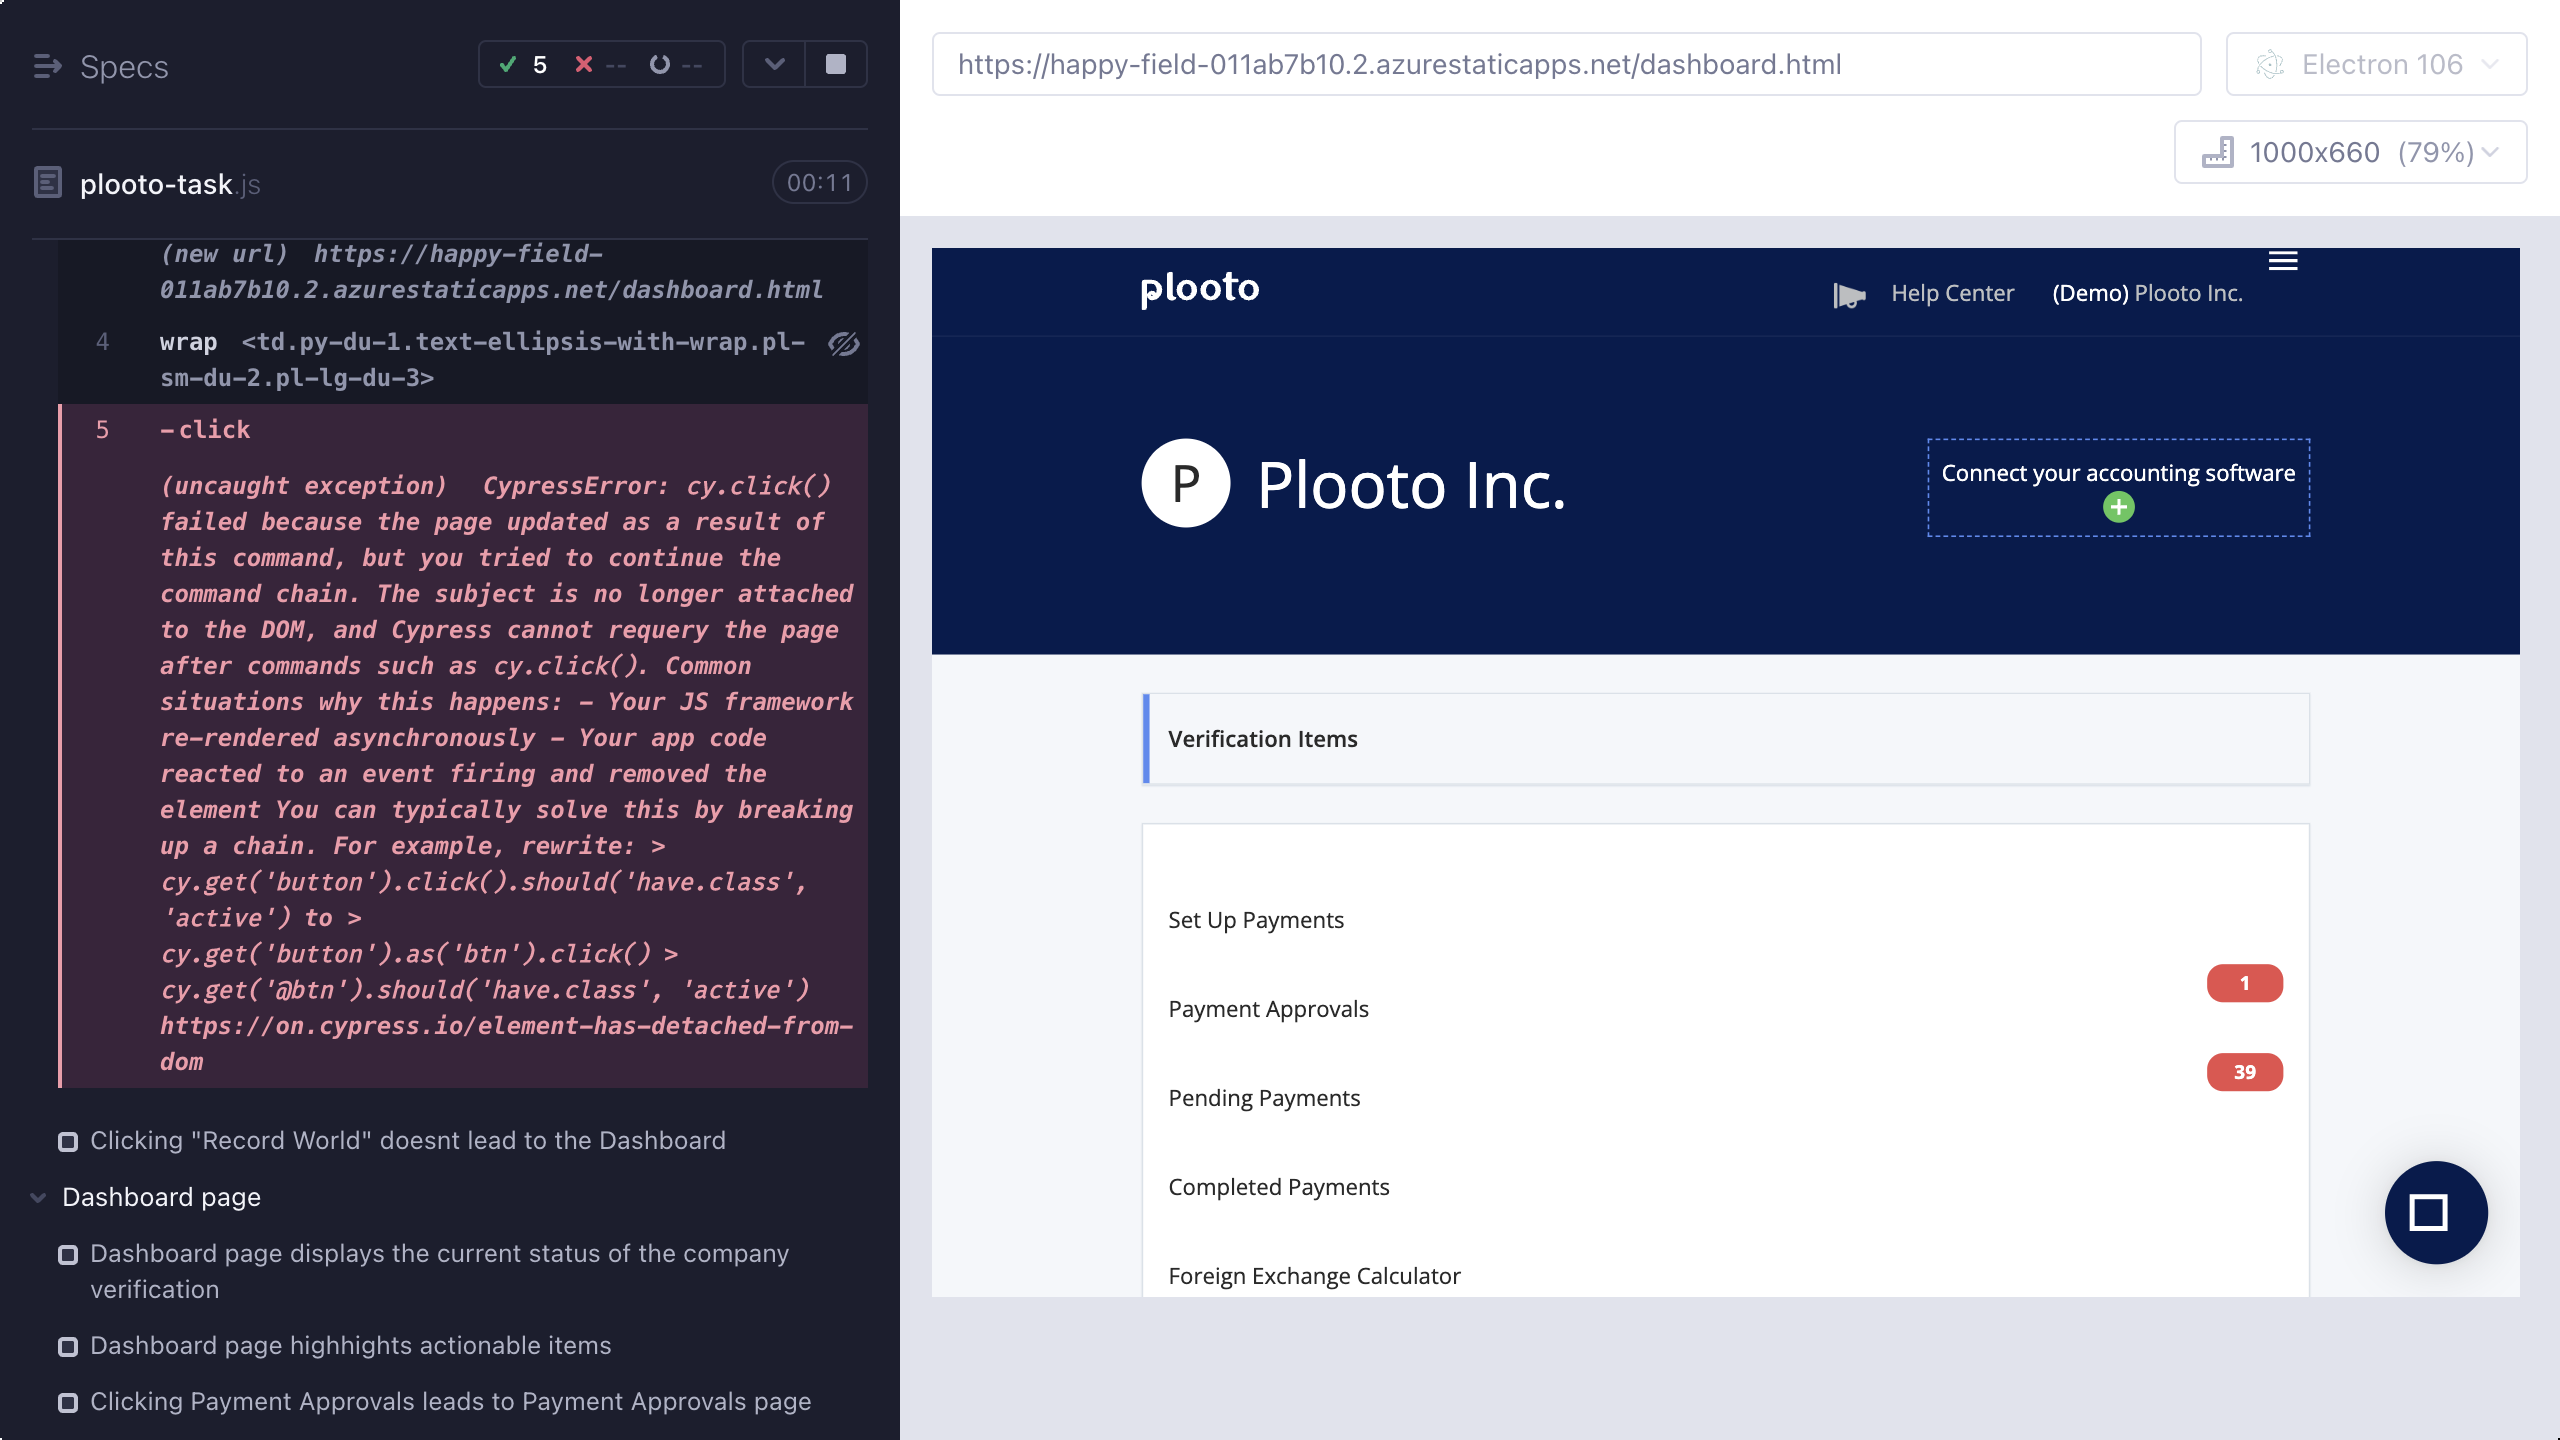 Specs
5
--
--
plooto-task.js
00:11
(new url) https://happy-field-
011ab7b10.2.azurestaticapps.net/dashboard.html
4 wrap <td.py-du-1.text-ellipsis-with-wrap.pl-
sm-du-2.pl-lg-du-3>
5 -click
(uncaught exception) CypressError: cy.click()
failed because the page updated as a result of
this command, but you tried to continue the
command chain. The subject is no longer attached
to the DOM, and Cypress cannot requery the page
after commands such as cy.click(). Common
situations why this happens: - Your JS framework
re-rendered asynchronously - Your app code
reacted to an event firing and removed the
element You can typically solve this by breaking
up a chain. For example, rewrite: >
cy.get('button').click().should('have.class',
'active') to >
cy.get('button').as('btn').click() >
cy.get('@btn').should('have.class', 'active')
https://on.cypress.io/element-has-detached-from-
dom
Clicking "Record World" doesnt lead to the Dashboard
Dashboard page
Dashboard page displays the current status of the company
verification
Dashboard page highhights actionable items
Clicking Payment Approvals leads to Payment Approvals page
https://happy-field-011ab7b10.2.azurestaticapps.net/dashboard.html
Electron 106
1000x660 (79%)
plooto
Help Center
(Demo) Plooto Inc.
P
Plooto Inc.
Connect your accounting software
Verification Items
Set Up Payments
1
Payment Approvals
39
Pending Payments
Completed Payments
Foreign Exchange Calculator